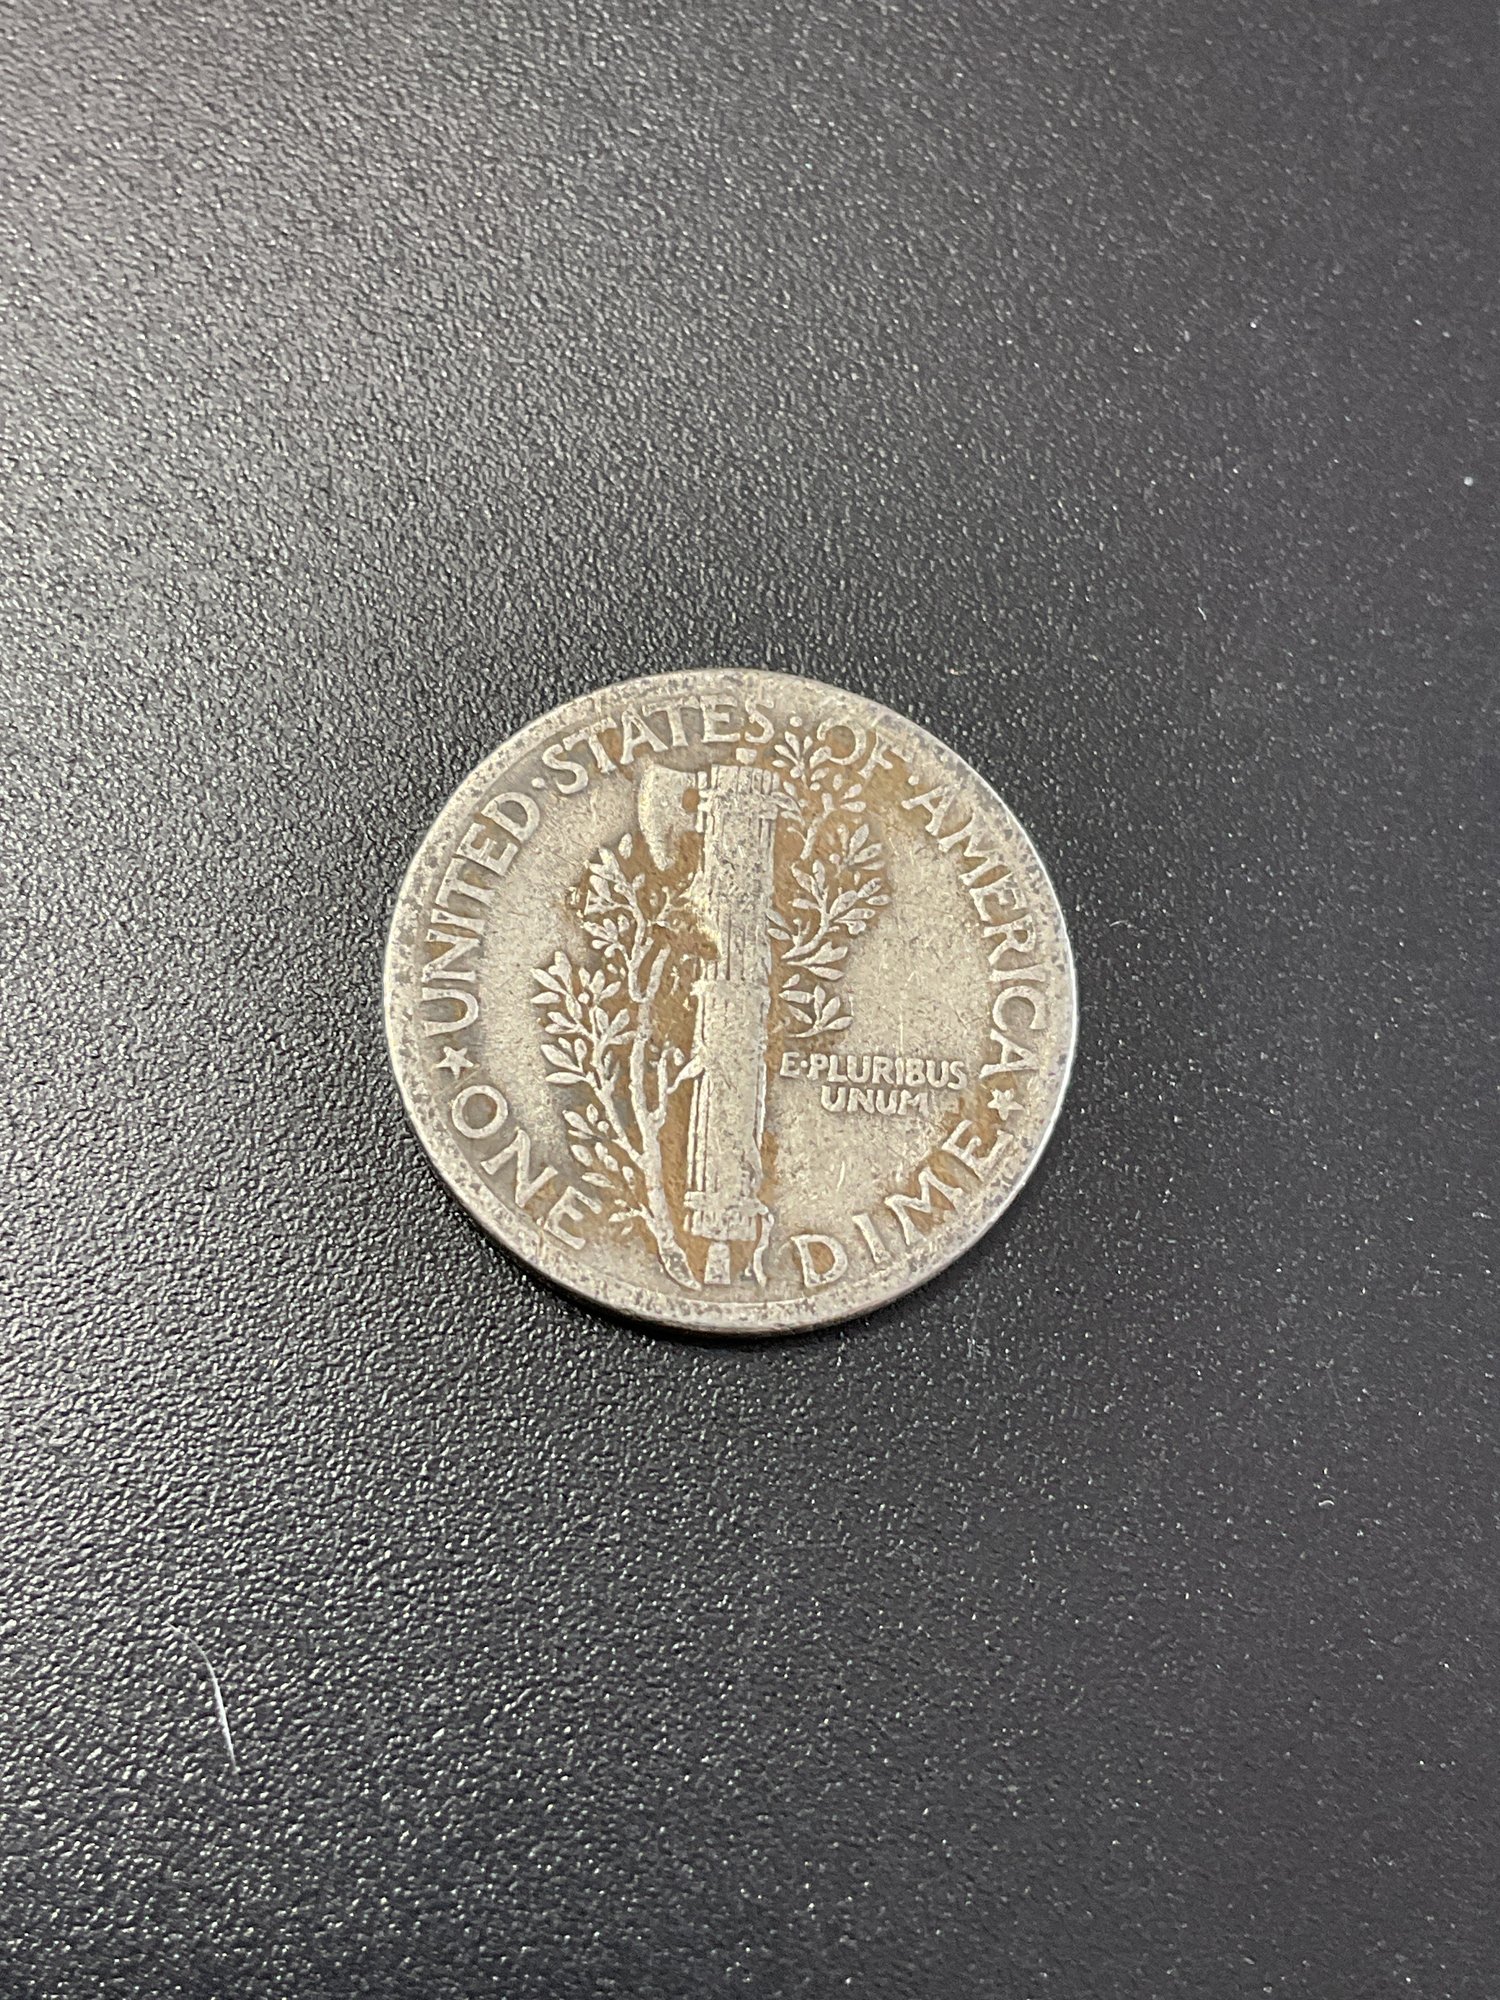 UNITED·STATES·OF·AMERICA
E·PLURIBUS
UNUM
ONE DIME